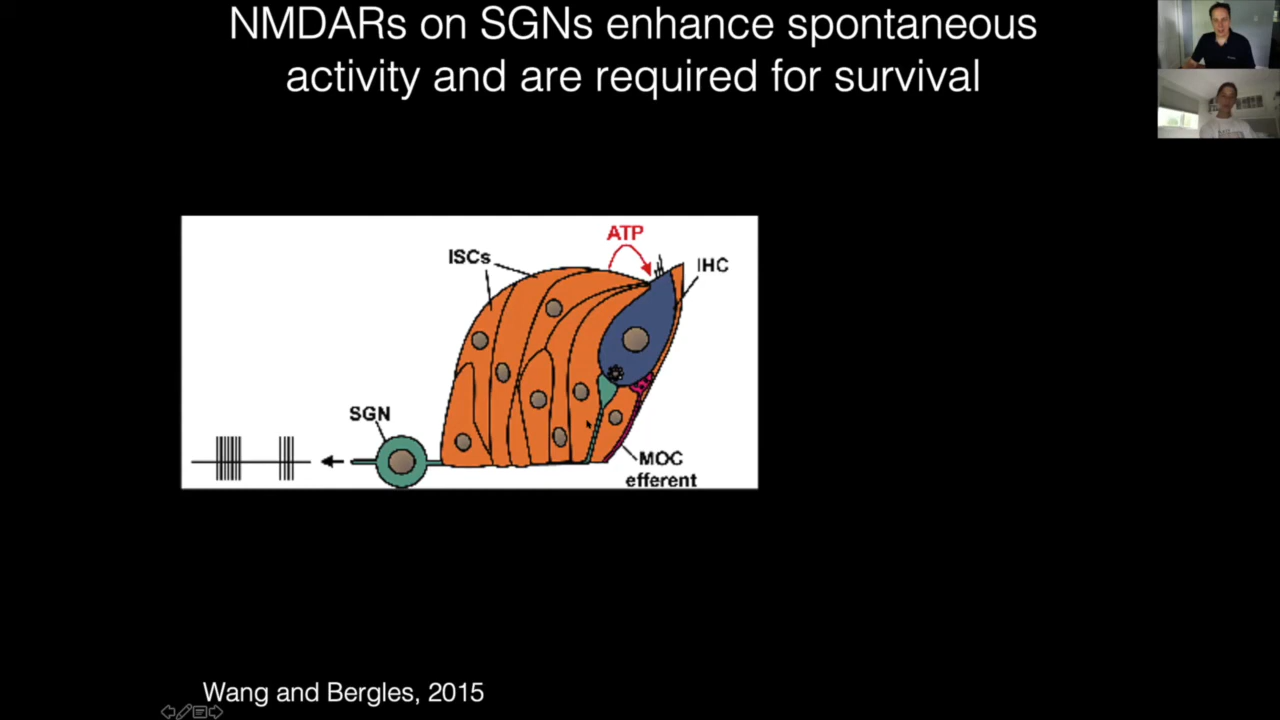 NMDARs on SGNs enhance spontaneous
activity and are required for survival
ATP
ISCs
IHC
SGN
MOC
efferent
Wang and Bergles, 2015